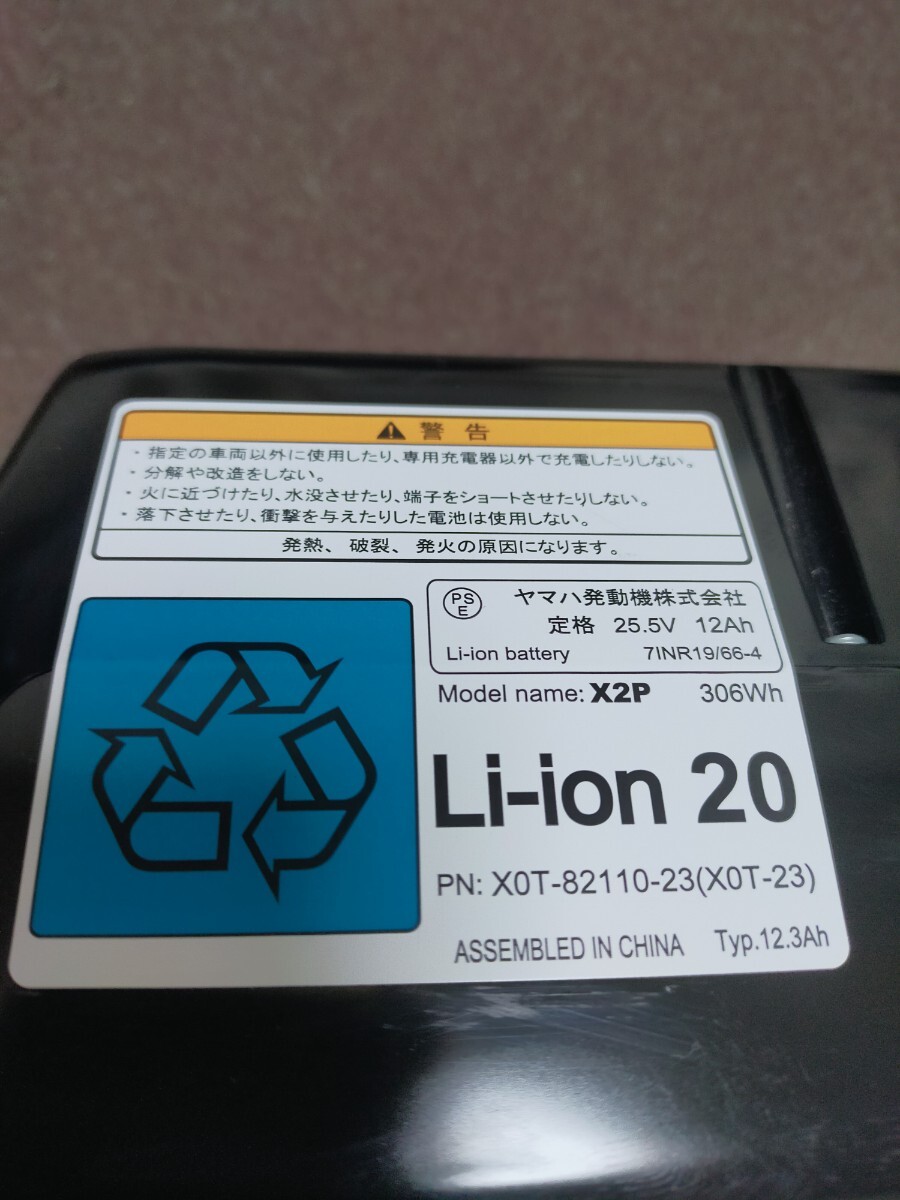 警告
・指定の車両以外に使用したり、専用充電器以外で充電したりしない。
・分解や改造をしない。
・火に近づけたり、水没させたり、端子をショートさせたりしない。
・落下させたり、衝撃を与えたりした電池は使用しない。
発熱、破裂、発火の原因になります。
PS
E
ヤマハ発動機株式会社
定格 25.5V 12Ah
Li-ion battery 7INR19/66-4
Model name: X2P 306Wh
Li-ion 20
PN: X0T-82110-23(X0T-23)
ASSEMBLED IN CHINA Typ.12.3Ah